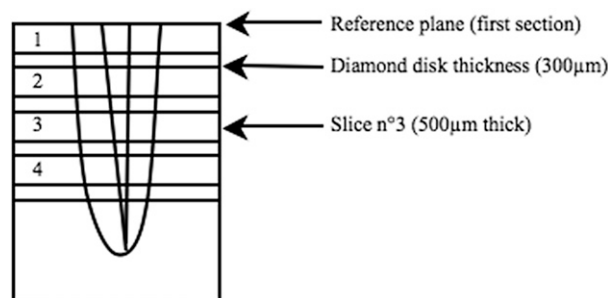 Reference plane (first section)
1
Diamond disk thickness (300µm)
2
3
Slice n°3 (500µm thick)
4